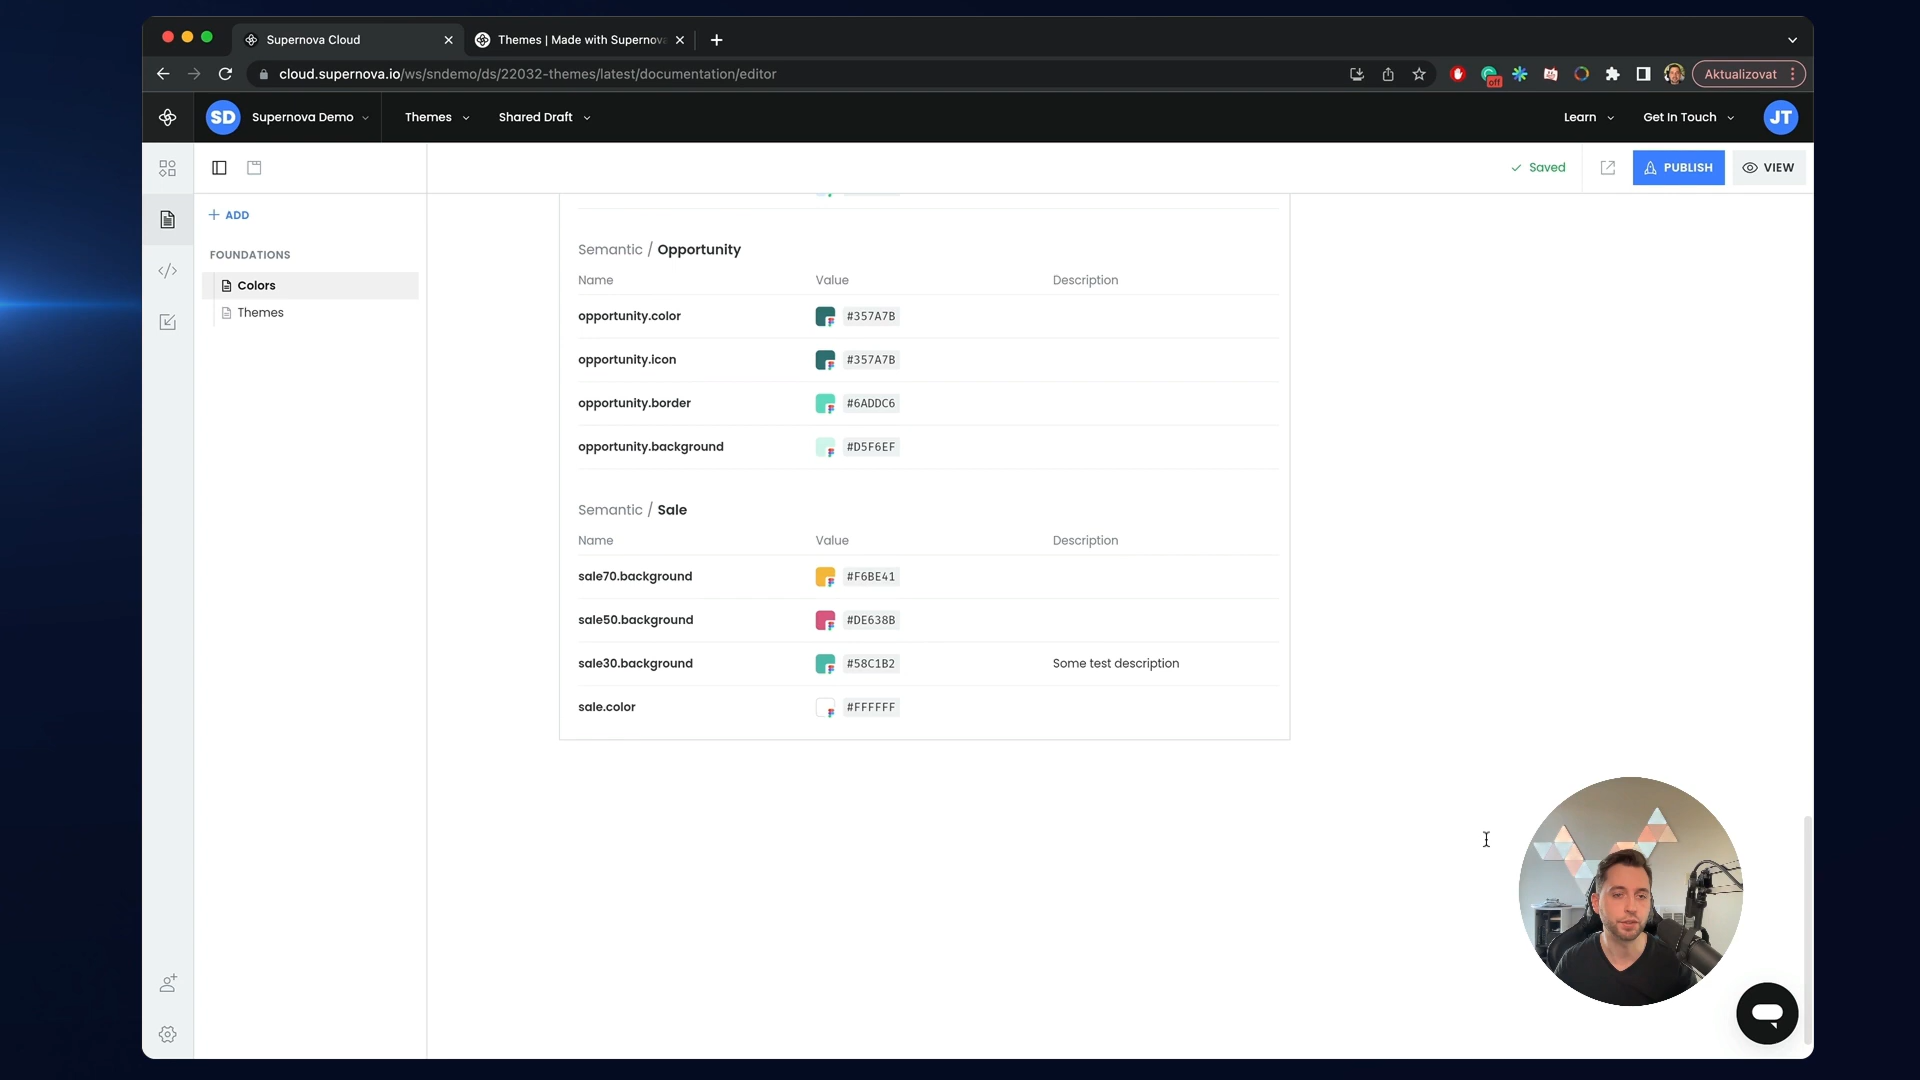 Supernova Cloud
Themes | Made with Supernova
cloud.supernova.io/ws/sndemo/ds/22032-themes/latest/documentation/editor
off
Aktualizovat
SD
Supernova Demo
Themes
Shared Draft
Learn
Get In Touch
JT
Saved
PUBLISH
VIEW
ADD
FOUNDATIONS
Colors
Themes
Semantic / Opportunity
Name Value Description
opportunity.color #357A7B
opportunity.icon #357A7B
opportunity.border #6ADDC6
opportunity.background #D5F6EF
Semantic / Sale
Name Value Description
sale70.background #F6BE41
sale50.background #DE638B
sale30.background #58C1B2 Some test description
sale.color #FFFFFF